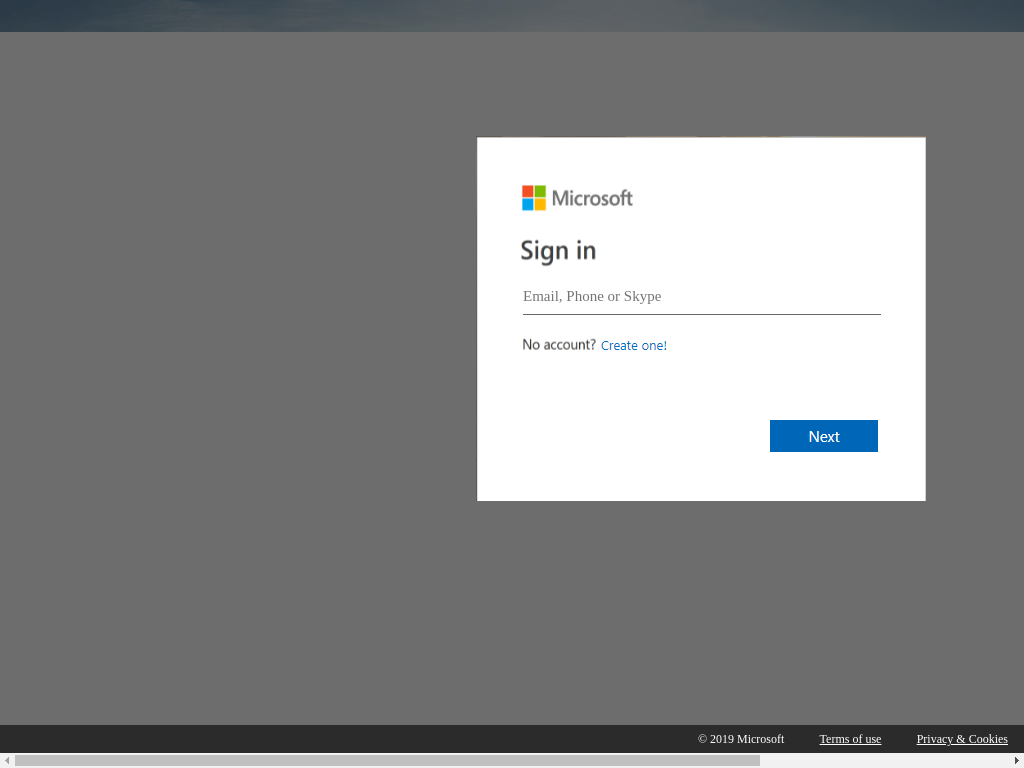 Microsoft
Sign in
Email, Phone or Skype
No account? Create one!
Next
© 2019 Microsoft Terms of use Privacy & Cookies